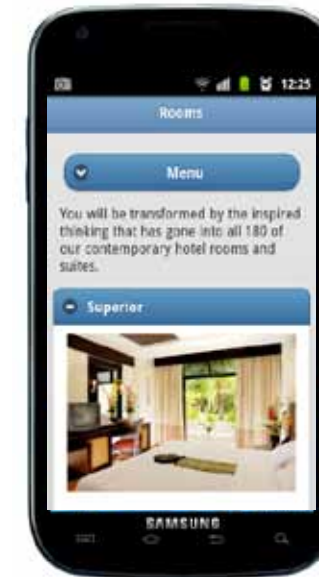 12:25
Rooms
Menu
You will be transformed by the inspired
thinking that has gone into all 180 of
our contemporary hotel rooms and
suites.
Superior
SAMSUNG